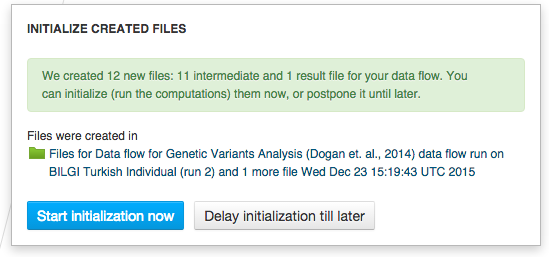 INITIALIZE CREATED FILES
We created 12 new files: 11 intermediate and 1 result file for your data flow. You
can initialize (run the computations) them now, or postpone it until later.
Files were created in
Files for Data flow for Genetic Variants Analysis (Dogan et. al., 2014) data flow run on
BILGI Turkish Individual (run 2) and 1 more file Wed Dec 23 15:19:43 UTC 2015
Start initialization now
Delay initialization till later